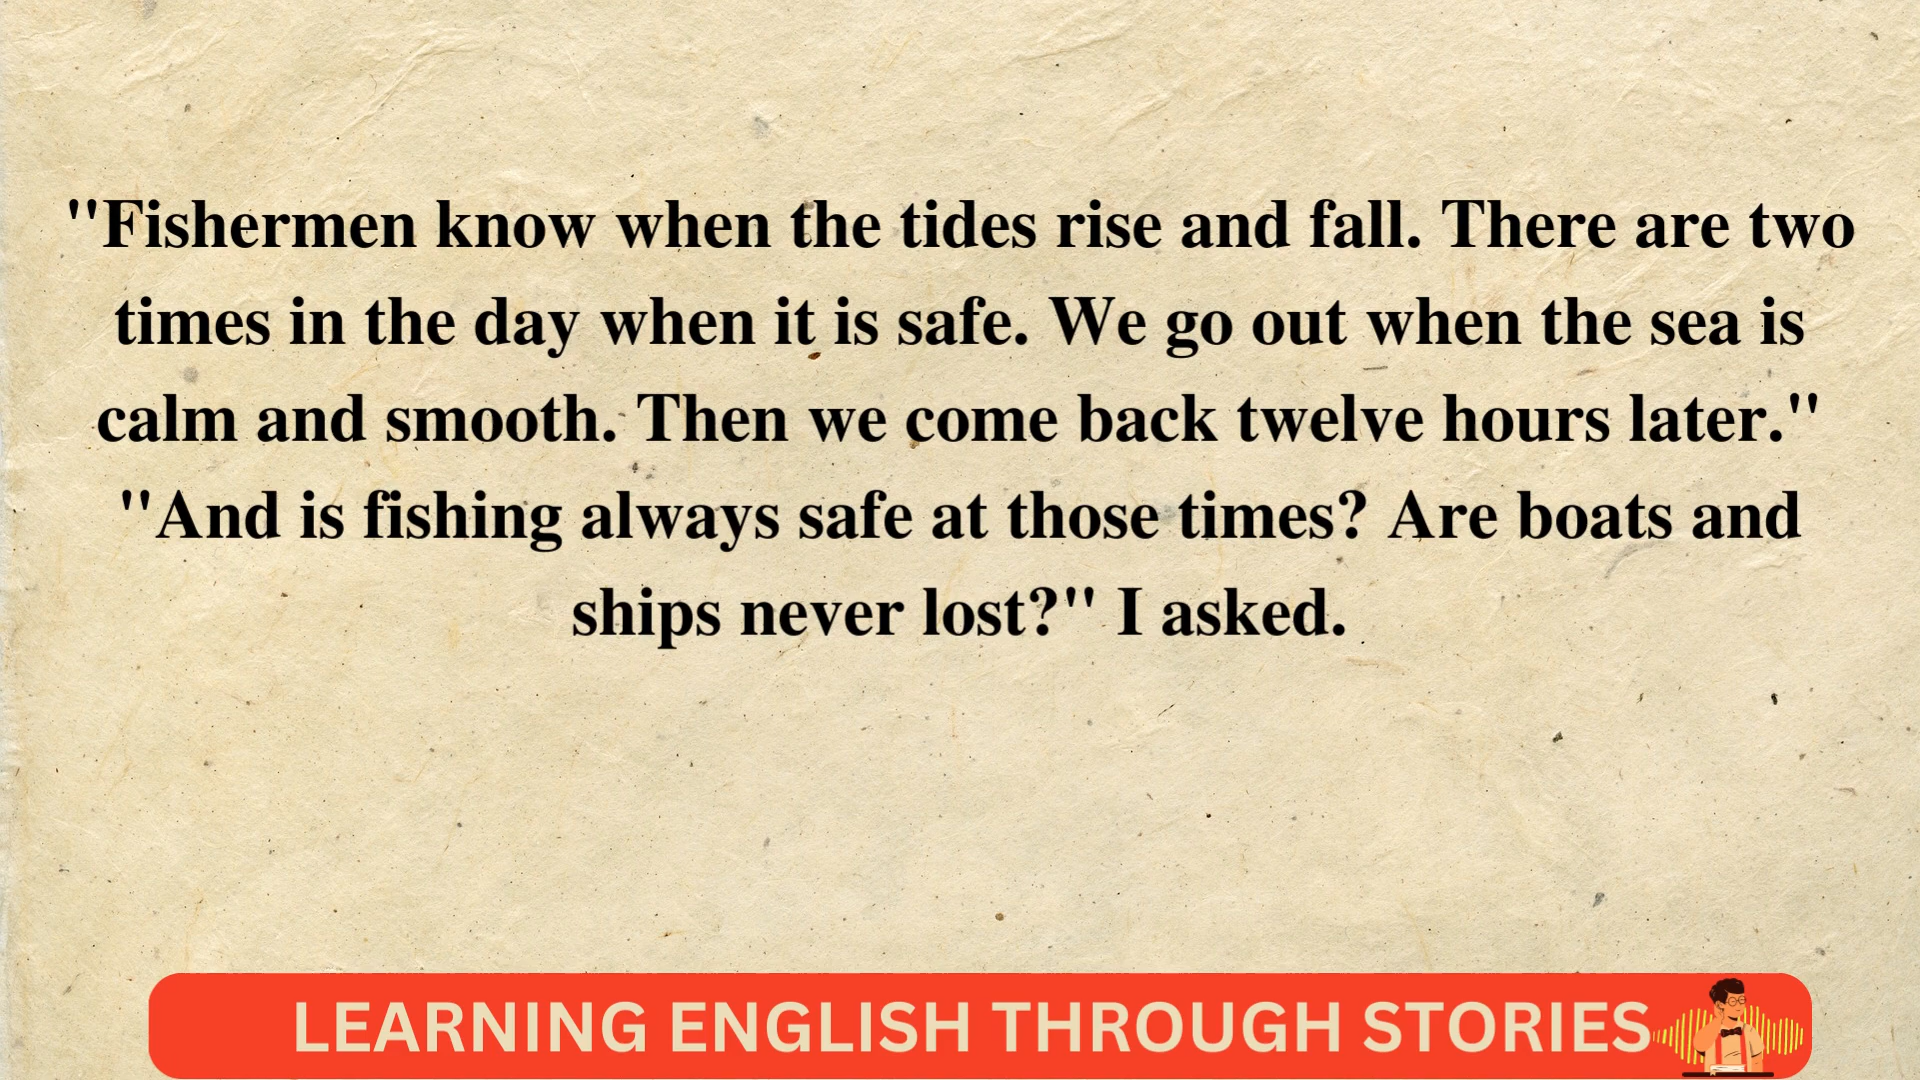 "Fishermen know when the tides rise and fall. There are two
times in the day when it is safe. We go out when the sea is
calm and smooth. Then we come back twelve hours later."
"And is fishing always safe at those times? Are boats and
ships never lost?" I asked.
LEARNING ENGLISH THROUGH STORIES